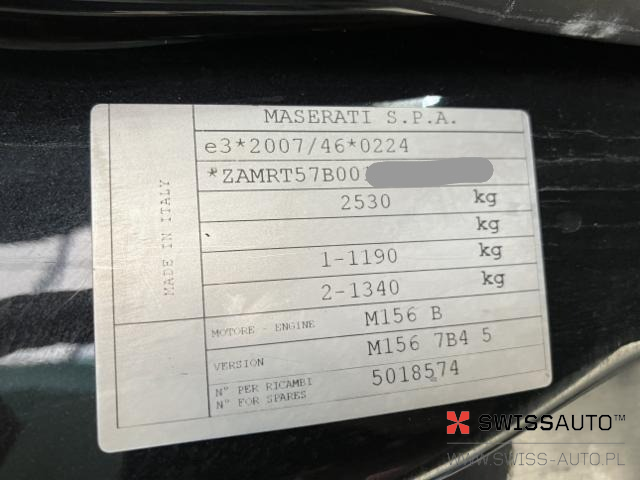 MASERATI S.P.A.
e3*2007/46*0224
*ZAMRT57B00
2530 kg
kg
1-1190 kg
2-1340 kg
MADE IN ITALY
MOTORE - ENGINE M156 B
VERSION M156 7B4 5
N° PER RICAMBI 5018574
N° FOR SPARES
SWISSAUTO™
WWW.SWISS-AUTO.PL